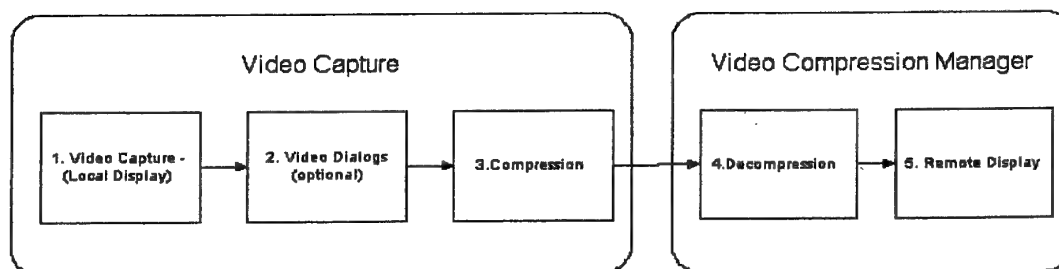 Video Capture
Video Compression Manager
1. Video Capture -
(Local Display)
2. Video Dialogs
(optional)
3.Compression
4.Decompression
5. Remote Display